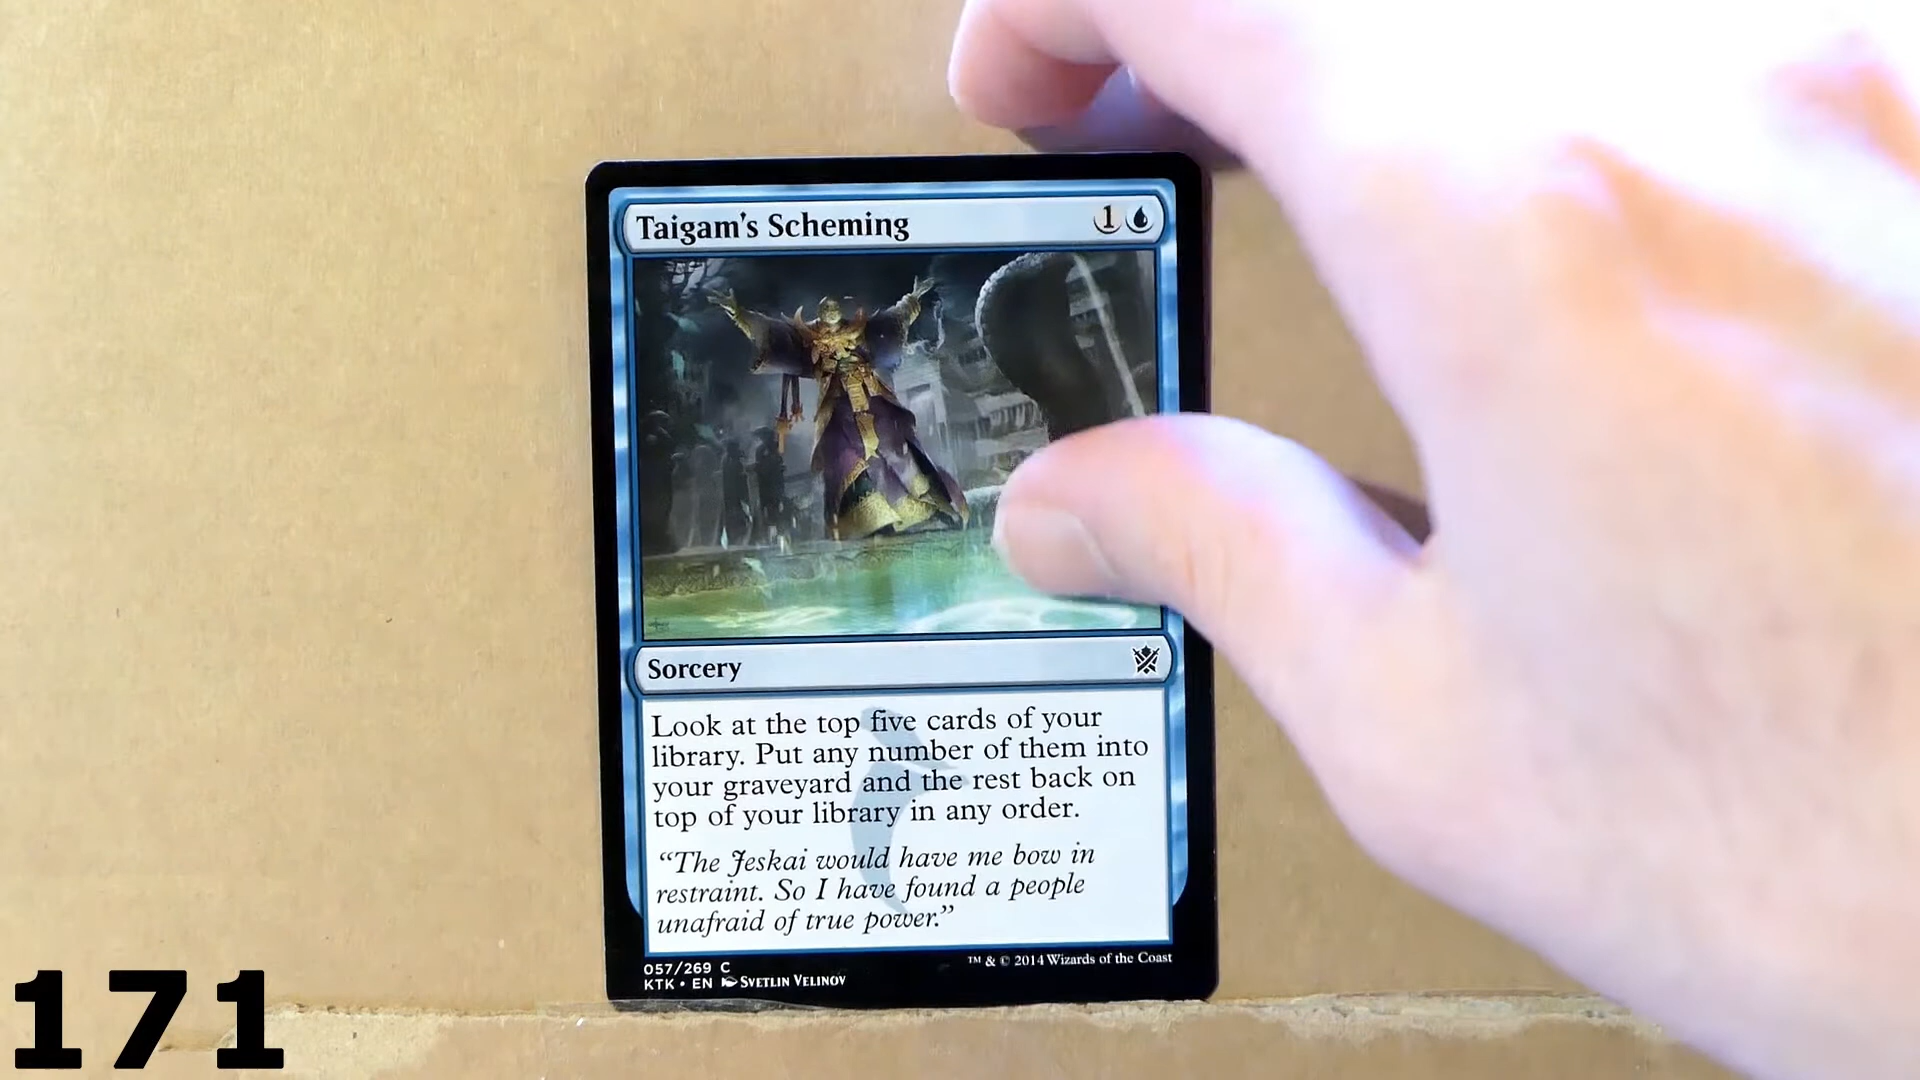 Taigam's Scheming 1
Sorcery
Look at the top five cards of your
library. Put any number of them into
your graveyard and the rest back on
top of your library in any order.
“The Jeskai would have me bow in
restraint. So I have found a people
unafraid of true power.”
057/269 C
™ & © 2014 Wizards of the Coast
KTK • EN SVETLIN VELINOV
171